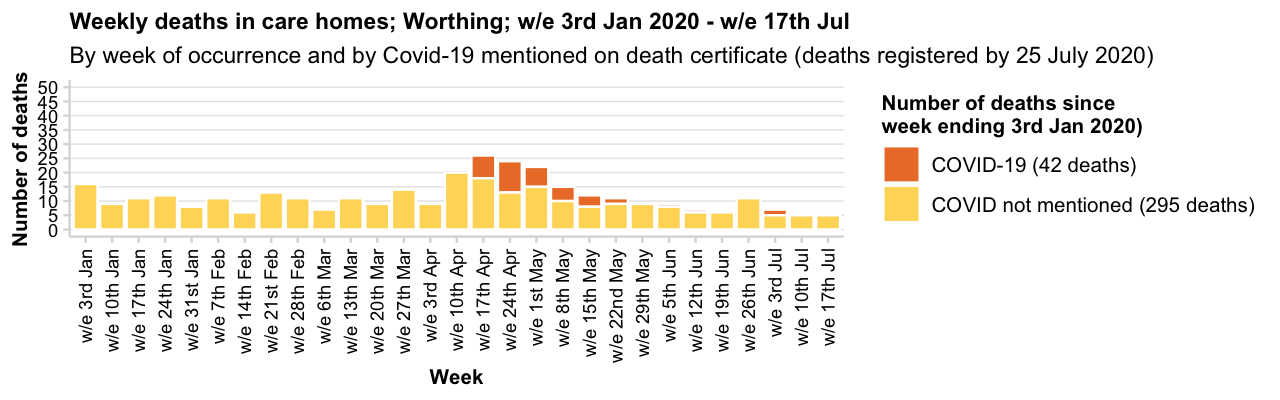 Weekly deaths in care homes; Worthing; w/e 3rd Jan 2020 - w/e 17th Jul
By week of occurrence and by Covid-19 mentioned on death certificate (deaths registered by 25 July 2020)
Number of deaths
50
45
40
35
30
25
20
15
10
5
0
w/e 3rd Jan
w/e 10th Jan
w/e 17th Jan
w/e 24th Jan
w/e 31st Jan
w/e 7th Feb
w/e 14th Feb
w/e 21st Feb
w/e 28th Feb
w/e 6th Mar
w/e 13th Mar
w/e 20th Mar
w/e 27th Mar
w/e 3rd Apr
w/e 10th Apr
w/e 17th Apr
w/e 24th Apr
w/e 1st May
w/e 8th May
w/e 15th May
w/e 22nd May
w/e 29th May
w/e 5th Jun
w/e 12th Jun
w/e 19th Jun
w/e 26th Jun
w/e 3rd Jul
w/e 10th Jul
w/e 17th Jul
Week
Number of deaths since
week ending 3rd Jan 2020)
COVID-19 (42 deaths)
COVID not mentioned (295 deaths)